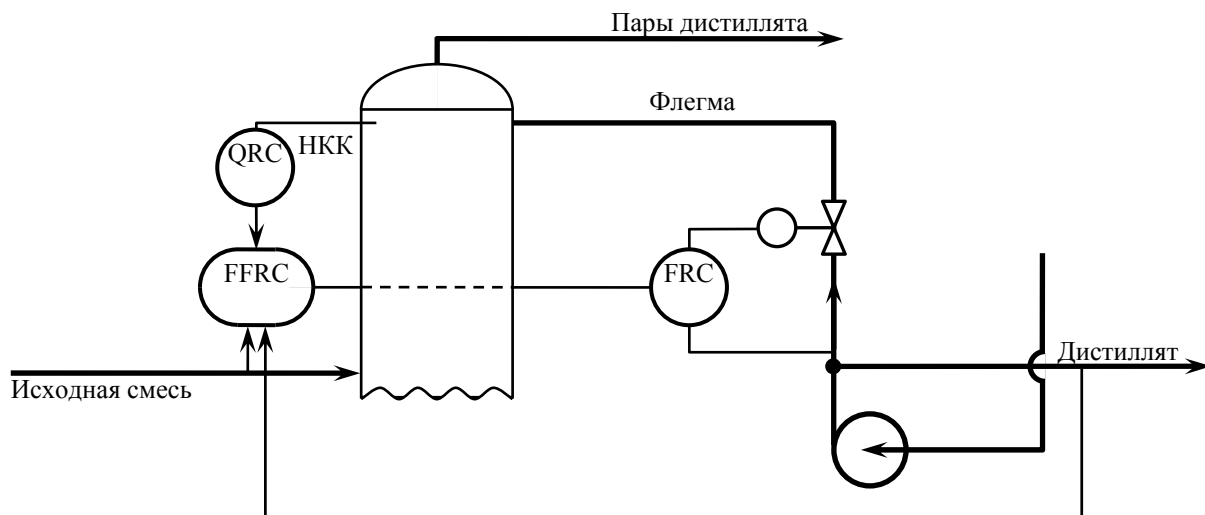 Пары дистиллята
Флегма
QRC
НКК
FFRC
FRC
Дистиллят
Исходная смесь